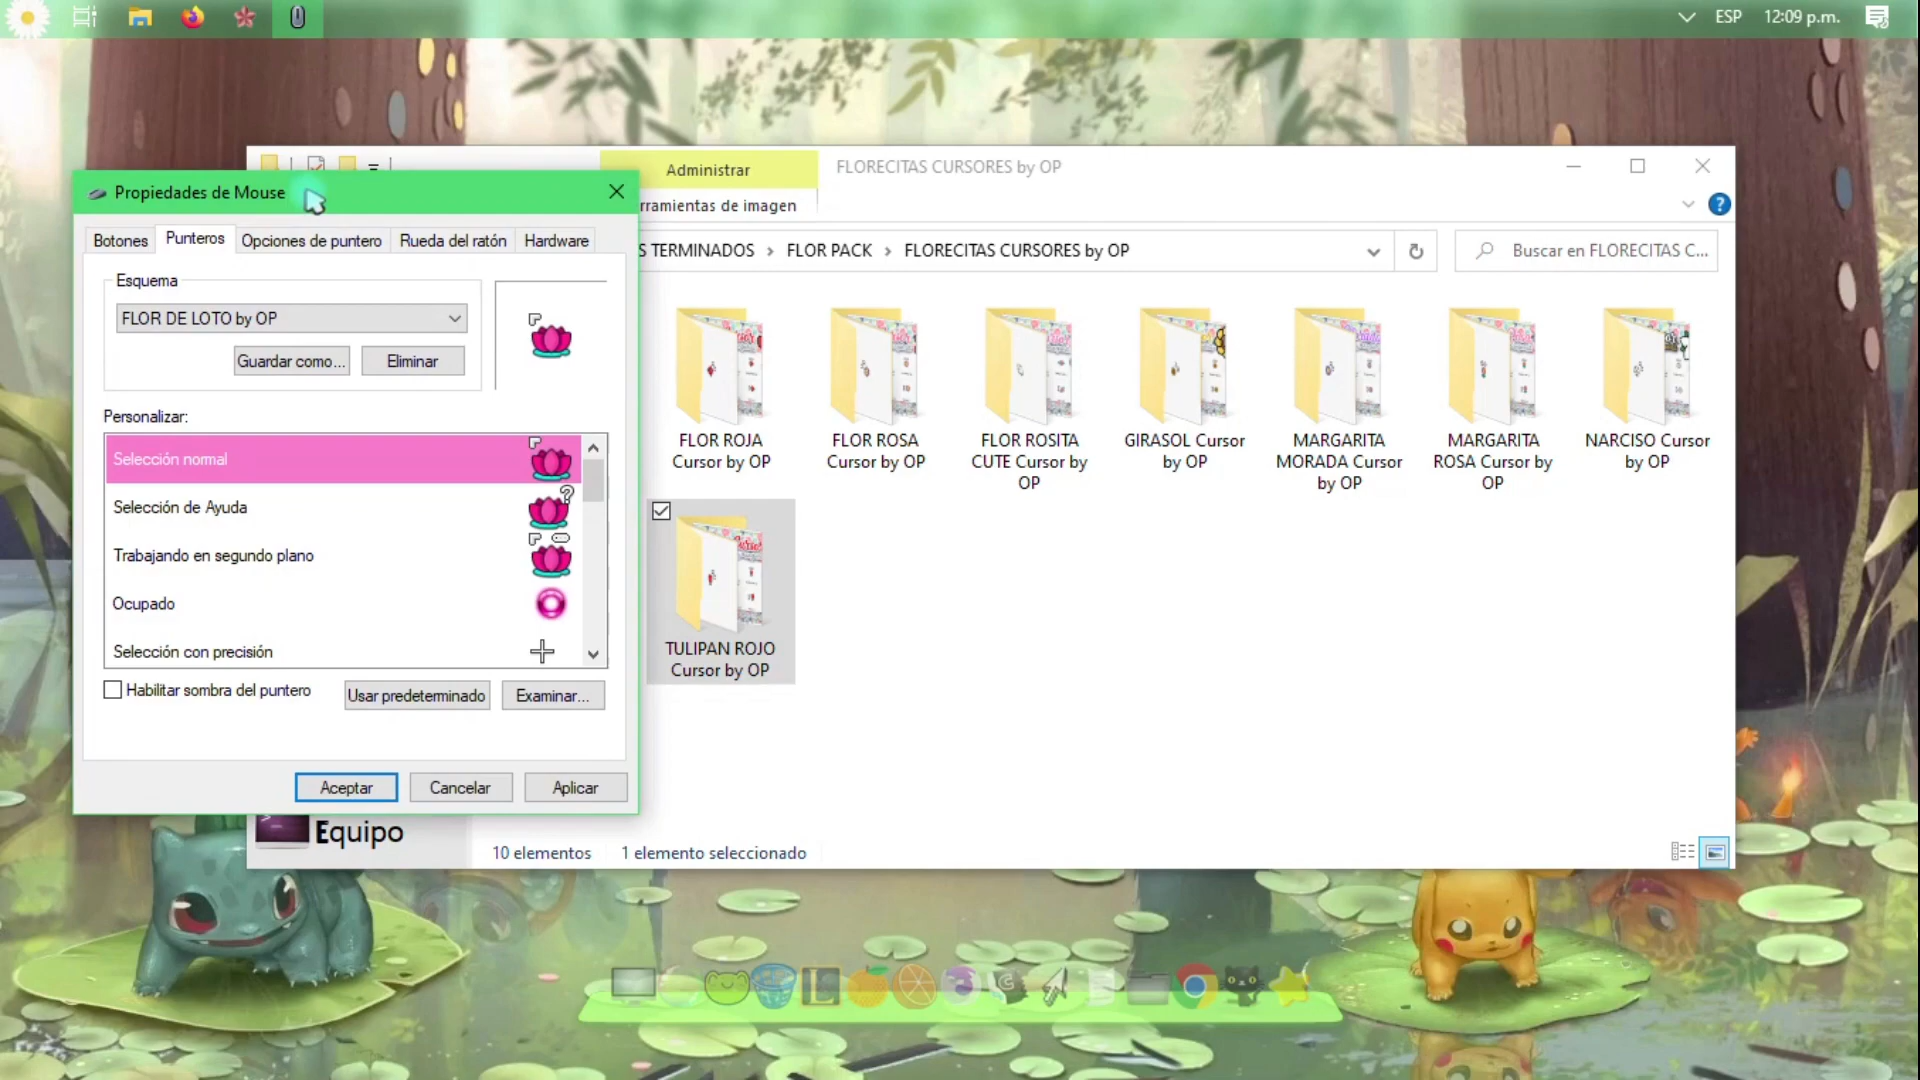 ESP 12:09 p.m.
Administrar FLORECITAS CURSORES by OP
Propiedades de Mouse
rramientas de imagen
Botones Punteros Opciones de puntero Rueda del ratón Hardware
S TERMINADOS > FLOR PACK > FLORECITAS CURSORES by OP
Buscar en FLORECITAS C...
Esquema
FLOR DE LOTO by OP
Guardar como... Eliminar
Personalizar:
Selección normal
Selección de Ayuda
Trabajando en segundo plano
Ocupado
Selección con precisión
Habilitar sombra del puntero
Usar predeterminado Examinar...
Aceptar Cancelar Aplicar
FLOR ROJA
Cursor by OP
FLOR ROSA
Cursor by OP
FLOR ROSITA
CUTE Cursor by
OP
GIRASOL Cursor
by OP
MARGARITA
MORADA Cursor
by OP
MARGARITA
ROSA Cursor by
OP
NARCISO Cursor
by OP
TULIPAN ROJO
Cursor by OP
Equipo
10 elementos 1 elemento seleccionado